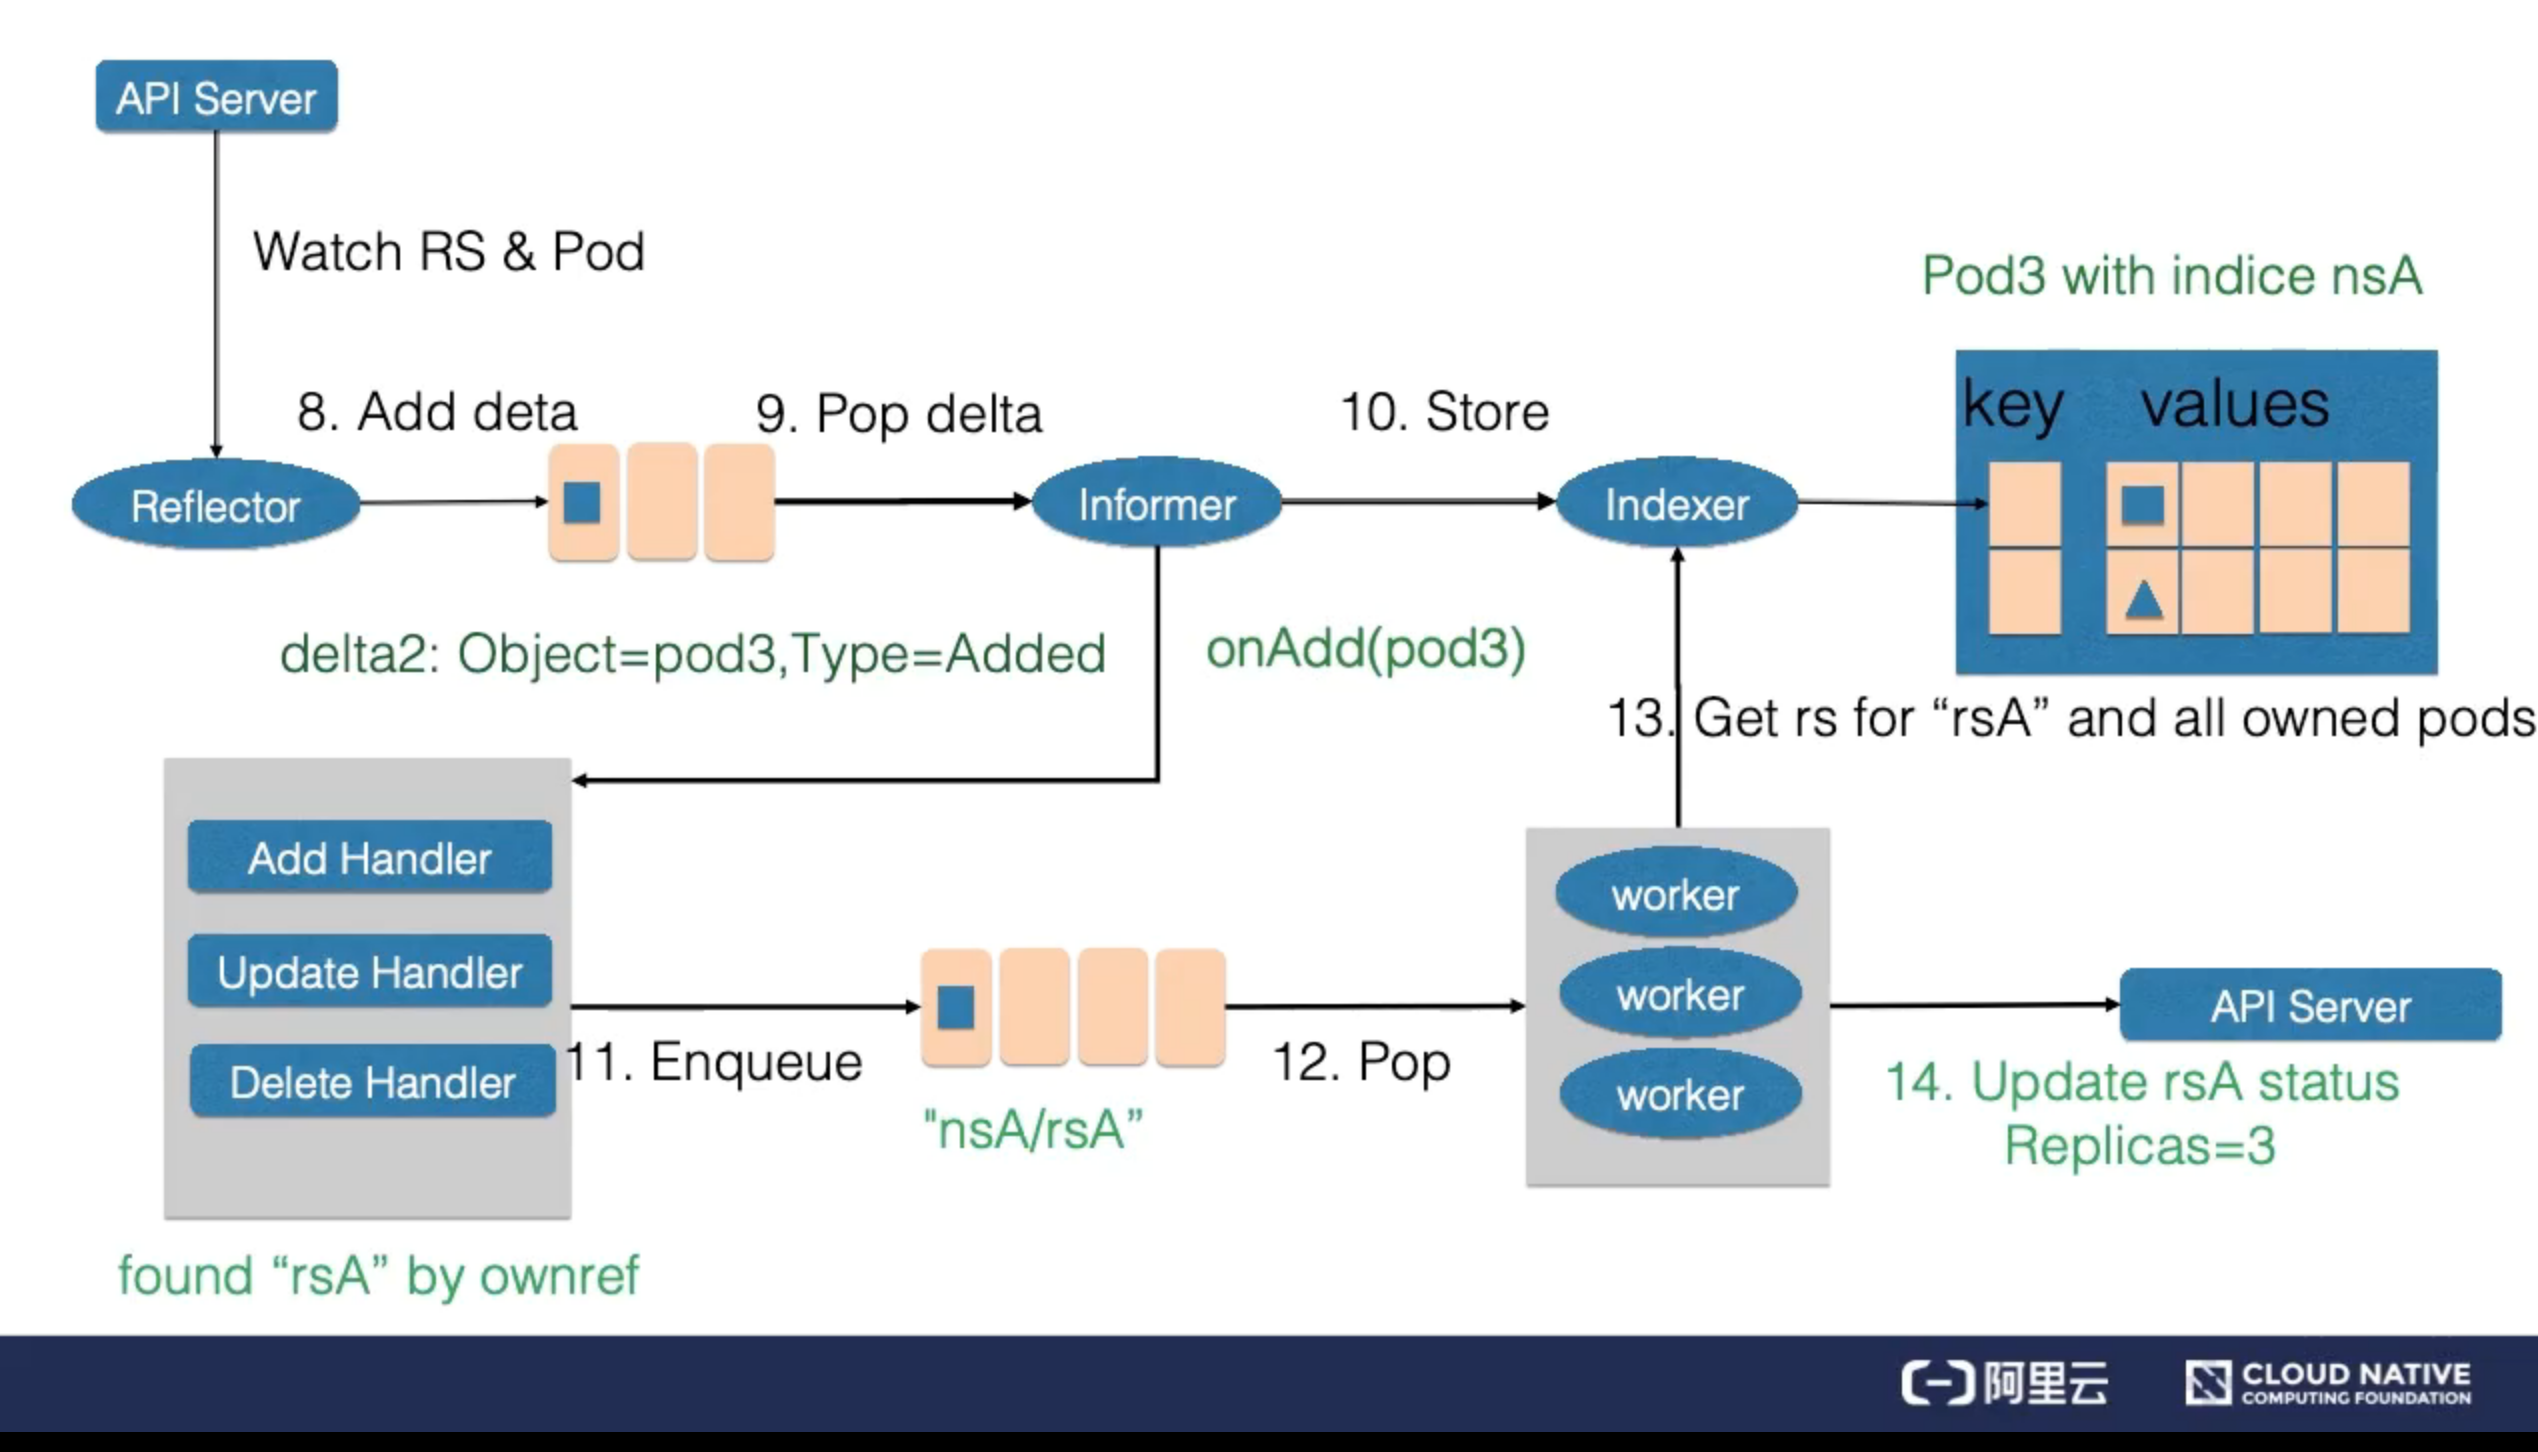 API Server
Watch RS & Pod
Pod3 with indice nsA
key values
8. Add deta
9. Pop delta
10. Store
Reflector
Informer
Indexer
delta2: Object=pod3,Type=Added
onAdd(pod3)
13. Get rs for “rsA” and all owned pods
Add Handler
Update Handler
Delete Handler
11. Enqueue
"nsA/rsA”
12. Pop
worker
worker
worker
API Server
14. Update rsA status
Replicas=3
found “rsA” by ownref
阿里云
CLOUD NATIVE
COMPUTING FOUNDATION